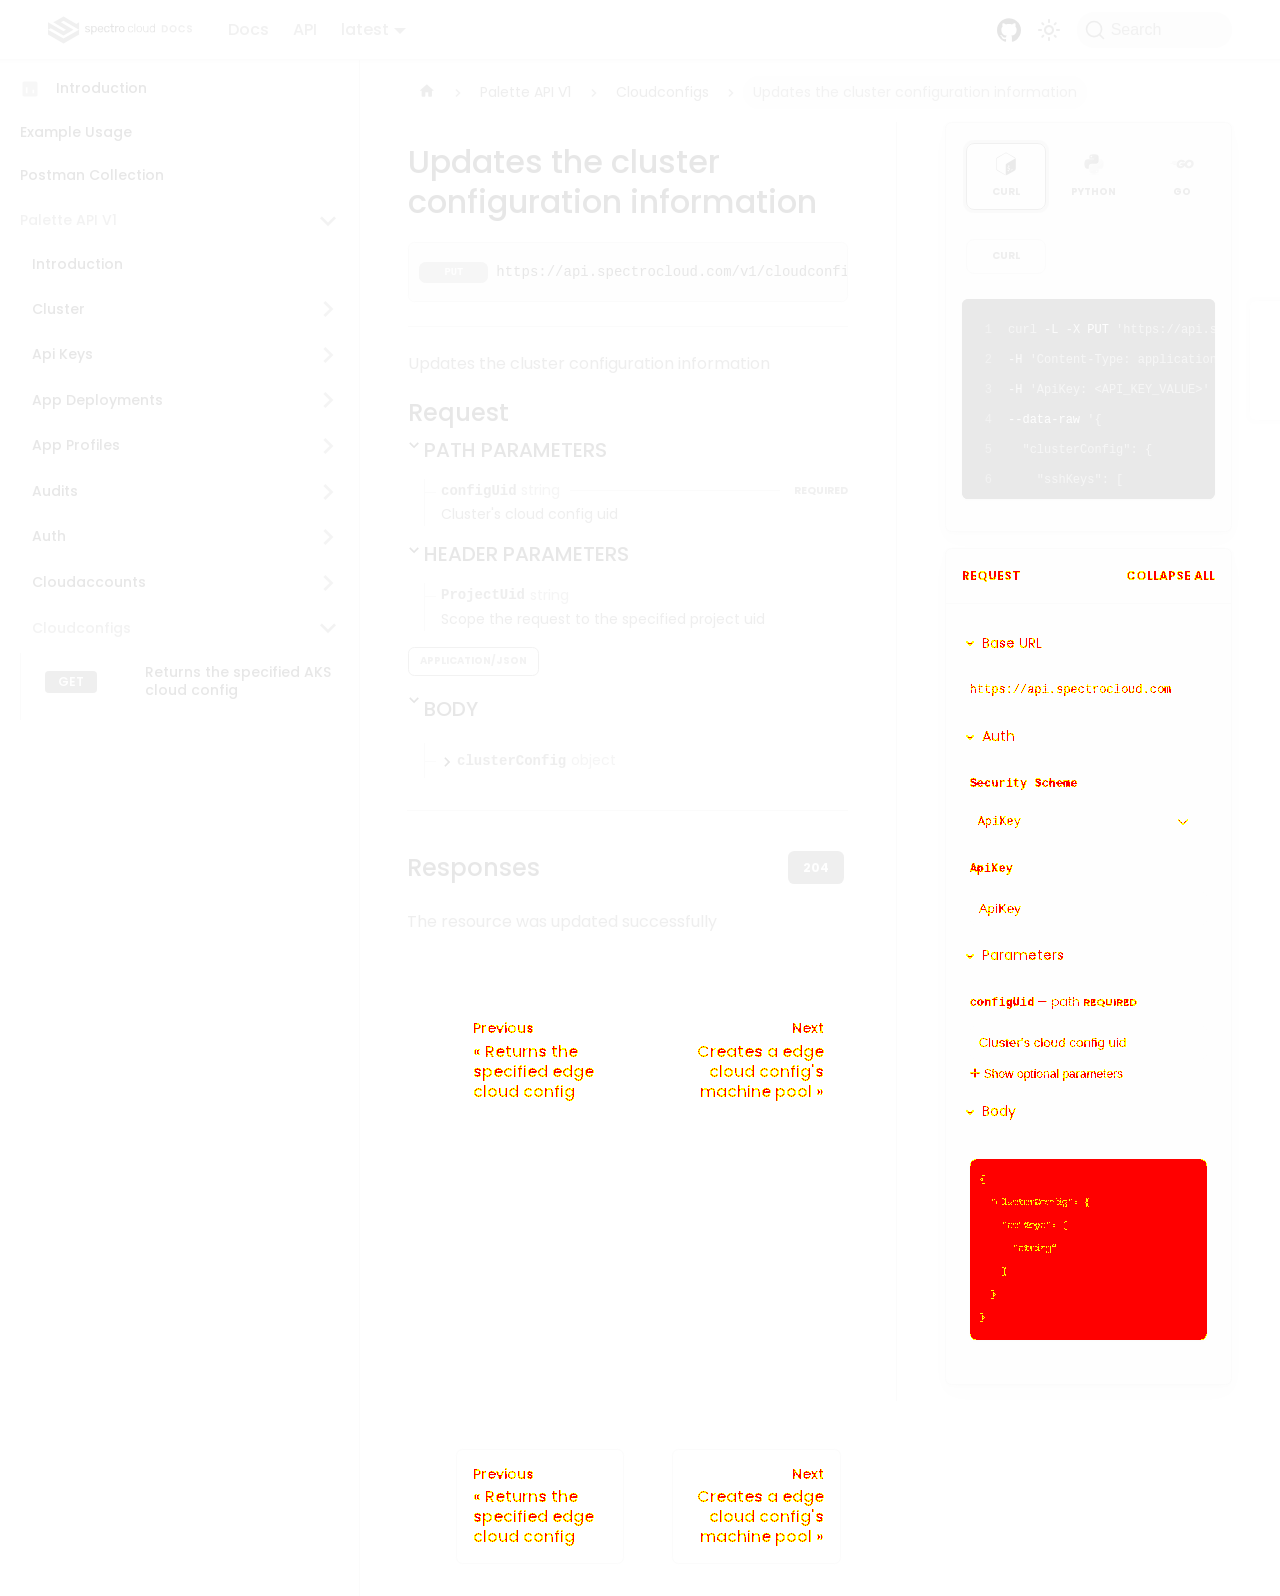 spectro cloud DOCS
Docs
API
latest
Search
Introduction
Example Usage
Postman Collection
Palette API V1
Introduction
Cluster
Api Keys
App Deployments
App Profiles
Audits
Auth
Cloudaccounts
Cloudconfigs
GET
Returns the specified AKS
cloud config
Palette API V1
Cloudconfigs
Updates the cluster configuration information
Updates the cluster
configuration information
PUT
https://api.spectrocloud.com/v1/cloudconfi
Updates the cluster configuration information
Request
PATH PARAMETERS
configUid string
REQUIRED
Cluster's cloud config uid
HEADER PARAMETERS
ProjectUid string
Scope the request to the specified project uid
APPLICATION/JSON
BODY
clusterConfig object
Responses
204
The resource was updated successfully
Previous
« Returns the
specified edge
cloud config
Next
Creates a edge
cloud config's
machine pool »
Previous
« Returns the
specified edge
cloud config
Next
Creates a edge
cloud config's
machine pool »
CURL
PYTHON
GO
GO
CURL
1 curl -L -X PUT 'https://api.s
2 -H 'Content-Type: application
3 -H 'ApiKey: <API_KEY_VALUE>'
4 --data-raw '{
5 "clusterConfig": {
6 "sshKeys": [
REQUEST
COLLAPSE ALL
Base URL
https://api.spectrocloud.com
Auth
Security Scheme
ApiKey
ApiKey
ApiKey
Parameters
configUid — path REQUIRED
Cluster's cloud config uid
Show optional parameters
Body
{
"clusterConfig": {
"sshKeys": [
"string"
]
}
}